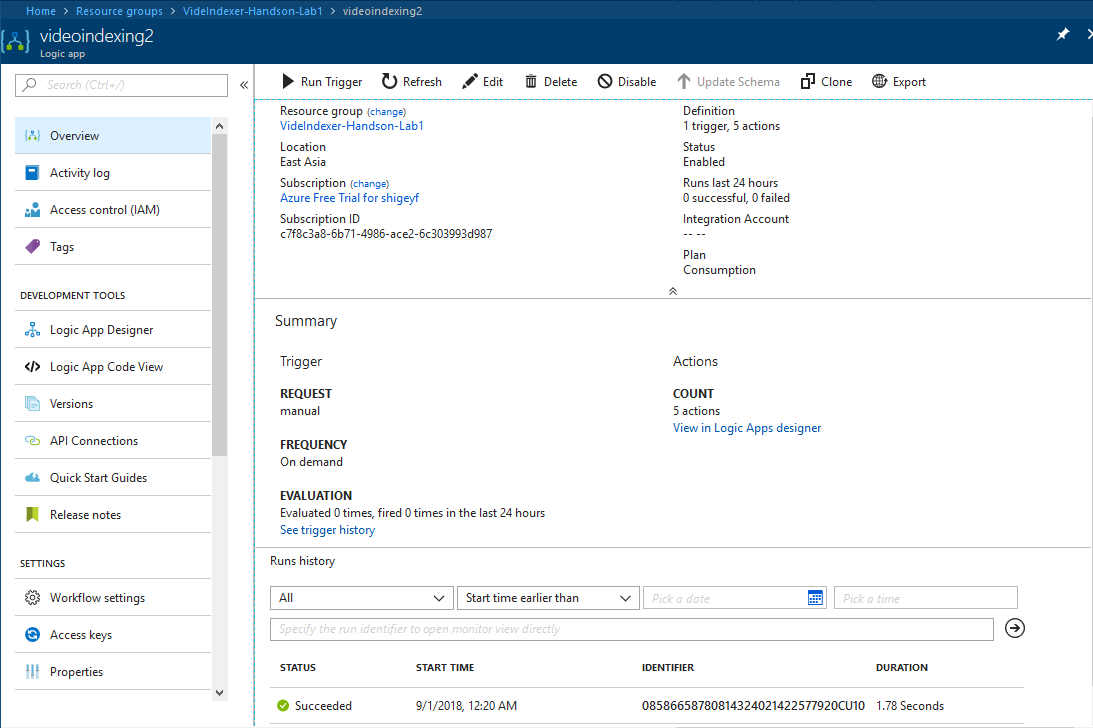 Home > Resource groups > VideIndexer-Handson-Lab1 > videoindexing2
videoindexing2
Logic app
Search (Ctrl+/)
Overview
Activity log
Access control (IAM)
Tags
DEVELOPMENT TOOLS
Logic App Designer
Logic App Code View
Versions
API Connections
Quick Start Guides
Release notes
SETTINGS
Workflow settings
Access keys
Properties
Run Trigger Refresh Edit Delete Disable Update Schema Clone Export
Resource group (change)
VideIndexer-Handson-Lab1
Location
East Asia
Subscription (change)
Azure Free Trial for shigeyf
Subscription ID
c7f8c3a8-6b71-4986-ace2-6c303993d987
Definition
1 trigger, 5 actions
Status
Enabled
Runs last 24 hours
0 successful, 0 failed
Integration Account
-- --
Plan
Consumption
Summary
Trigger
REQUEST
manual
FREQUENCY
On demand
EVALUATION
Evaluated 0 times, fired 0 times in the last 24 hours
See trigger history
Actions
COUNT
5 actions
View in Logic Apps designer
Runs history
All Start time earlier than Pick a date Pick a time
Specify the run identifier to open monitor view directly
STATUS START TIME IDENTIFIER DURATION
Succeeded 9/1/2018, 12:20 AM 08586658780814324021422577920CU10 1.78 Seconds